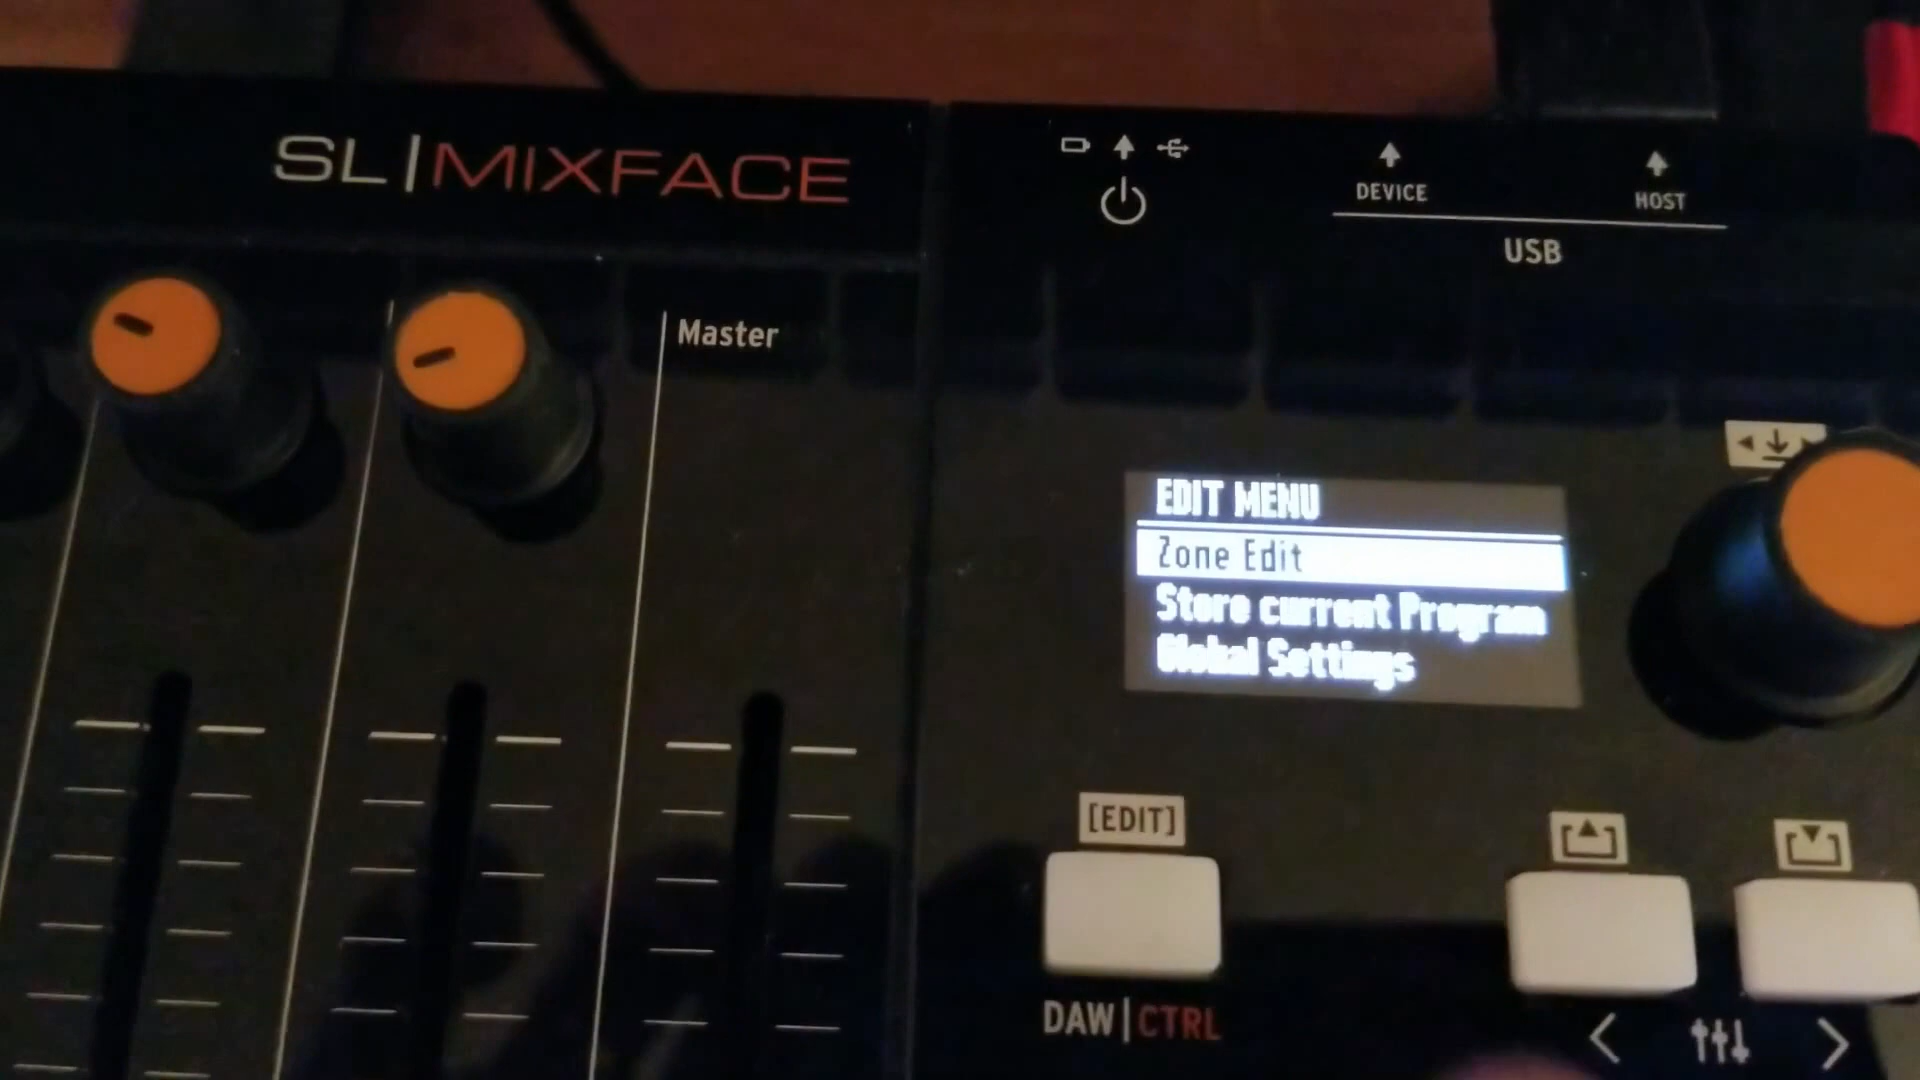 SL|MIXFACE
DEVICE
HOST
USB
Master
EDIT MENU
Zone Edit
Store current Program
Global Settings
[EDIT]
DAW|CTRL